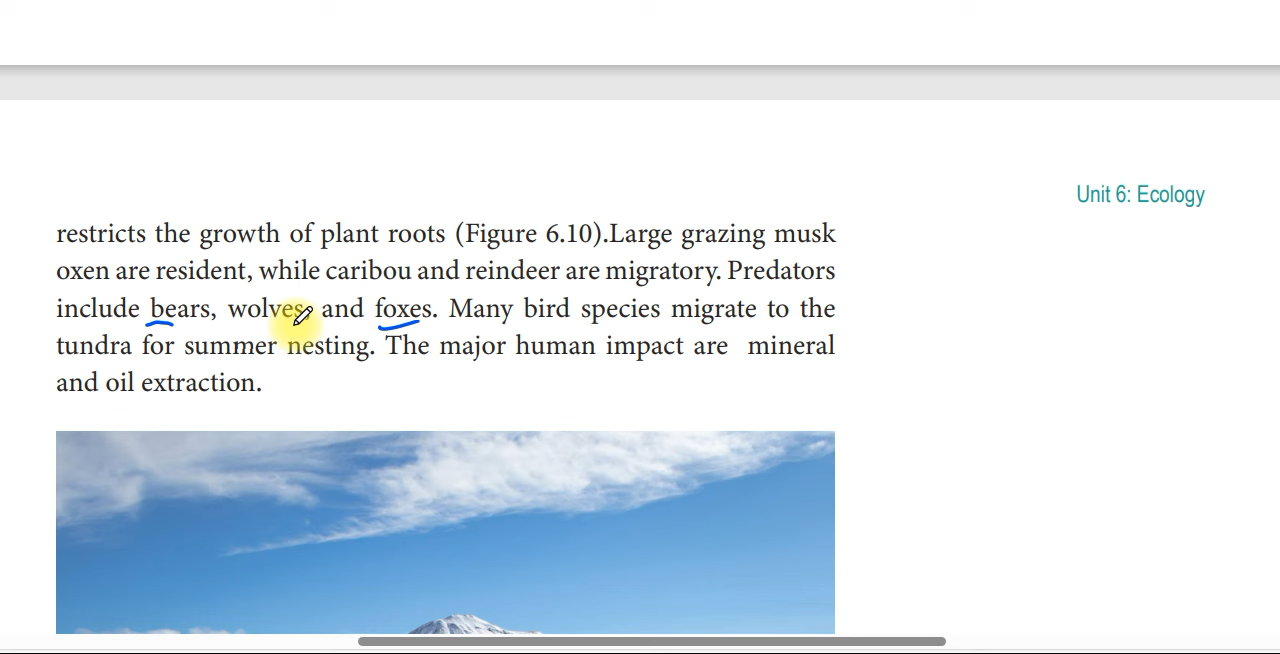 Unit 6: Ecology
restricts the growth of plant roots (Figure 6.10).Large grazing musk
oxen are resident, while caribou and reindeer are migratory. Predators
include bears, wolves, and foxes. Many bird species migrate to the
tundra for summer nesting. The major human impact are mineral
and oil extraction.